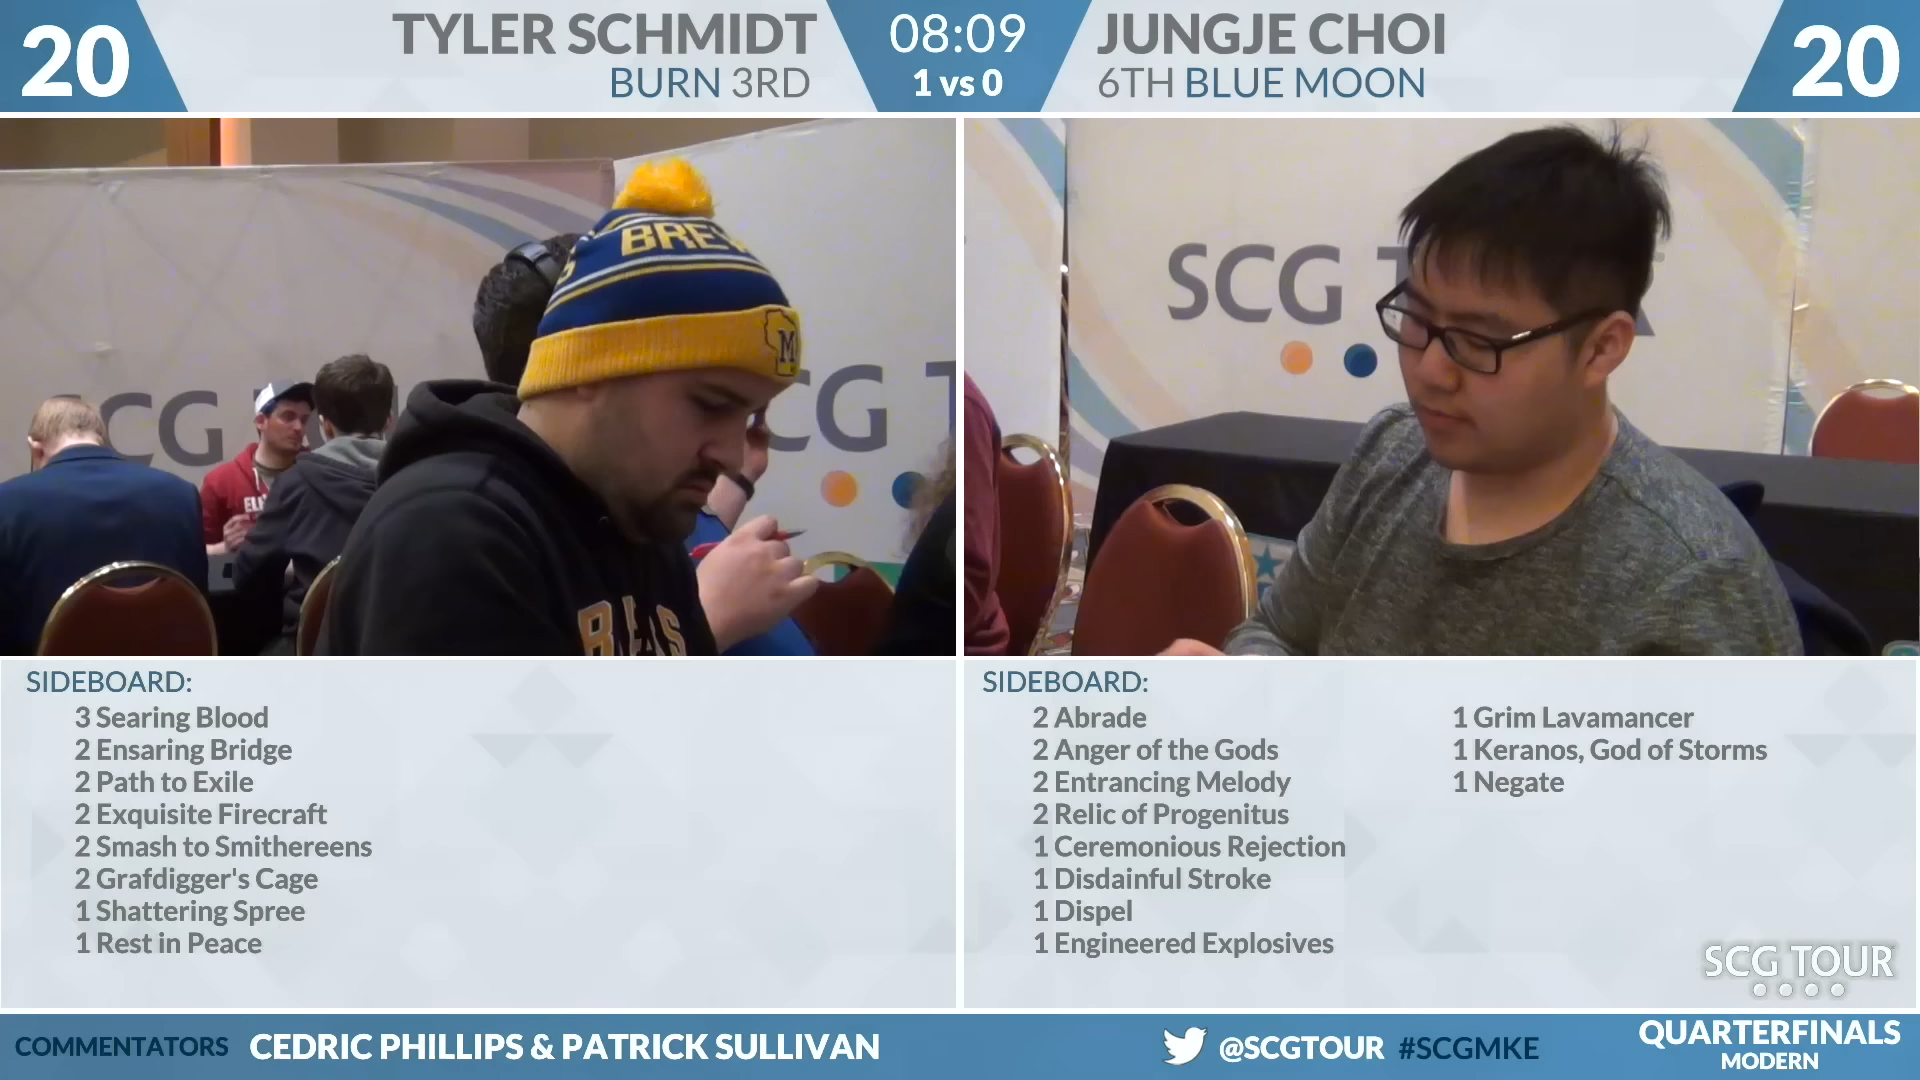 20
TYLER SCHMIDT
BURN 3RD
08:09
1 vs 0
JUNGJE CHOI
6TH BLUE MOON
20
BREW
M
SCG
CG
CG T
SIDEBOARD:
3 Searing Blood
2 Ensaring Bridge
2 Path to Exile
2 Exquisite Firecraft
2 Smash to Smithereens
2 Grafdigger's Cage
1 Shattering Spree
1 Rest in Peace
SIDEBOARD:
2 Abrade
2 Anger of the Gods
2 Entrancing Melody
2 Relic of Progenitus
1 Ceremonious Rejection
1 Disdainful Stroke
1 Dispel
1 Engineered Explosives
1 Grim Lavamancer
1 Keranos, God of Storms
1 Negate
SCG TOUR
COMMENTATORS CEDRIC PHILLIPS & PATRICK SULLIVAN
@SCGTOUR #SCGMKE
QUARTERFINALS
MODERN